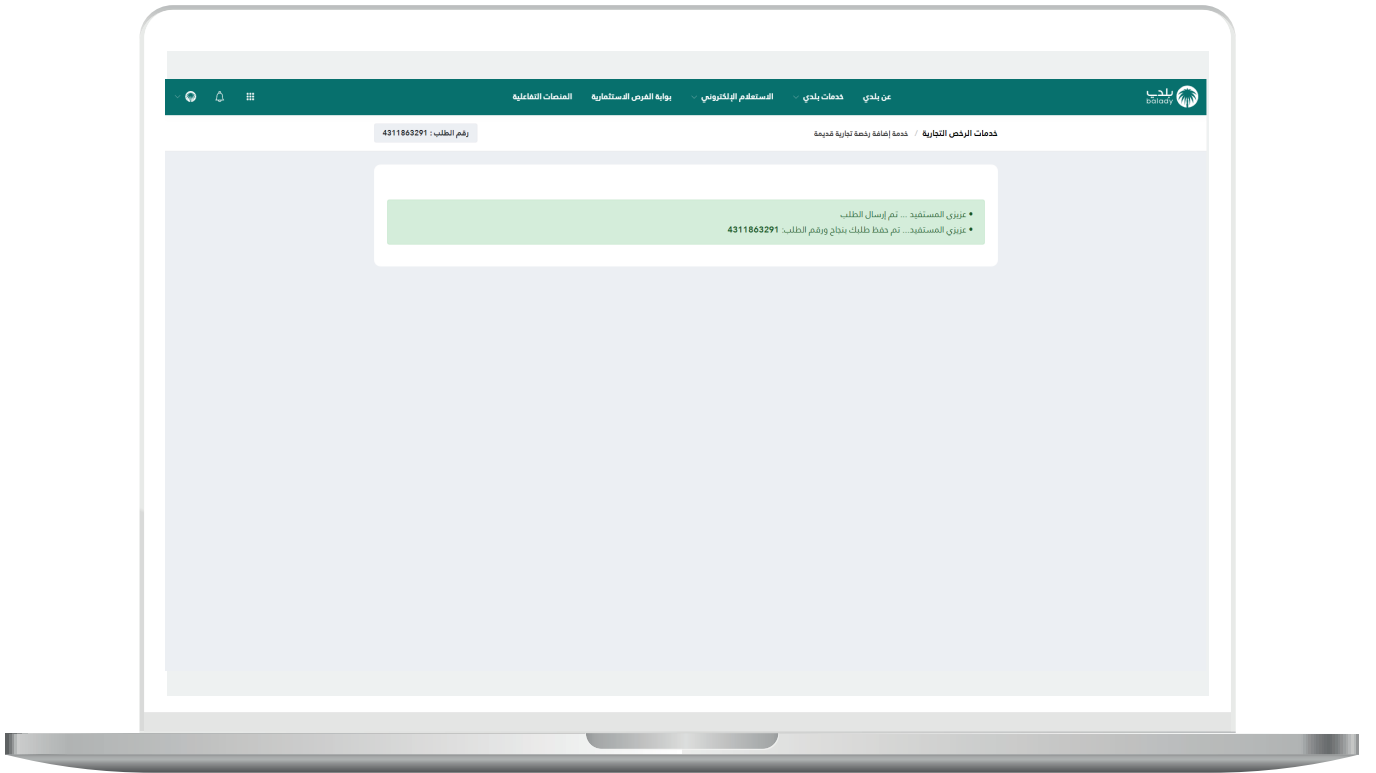 بلدي
balady
عن بلدي
خدمات بلدي
الاستعلام الإلكتروني
بوابة الفرص الاستثمارية
المنصات التفاعلية
خدمات الرخص التجارية / خدمة إضافة رخصة تجارية قديمة
رقم الطلب : 4311863291
• عزيزي المستفيد ... تم إرسال الطلب
• عزيزي المستفيد... تم حفظ طلبك بنجاح ورقم الطلب: 4311863291